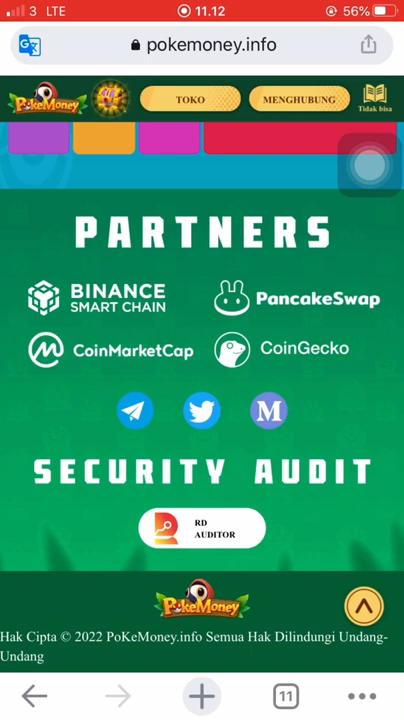 3 LTE 11.12 56%
pokemoney.info
PokeMoney TOKO MENGHUBUNG Tidak bisa
PARTNERS
BINANCE
SMART CHAIN
PancakeSwap
CoinMarketCap
CoinGecko
M
SECURITY AUDIT
RD
AUDITOR
PokeMoney
Hak Cipta © 2022 PoKeMoney.info Semua Hak Dilindungi Undang-
Undang
11